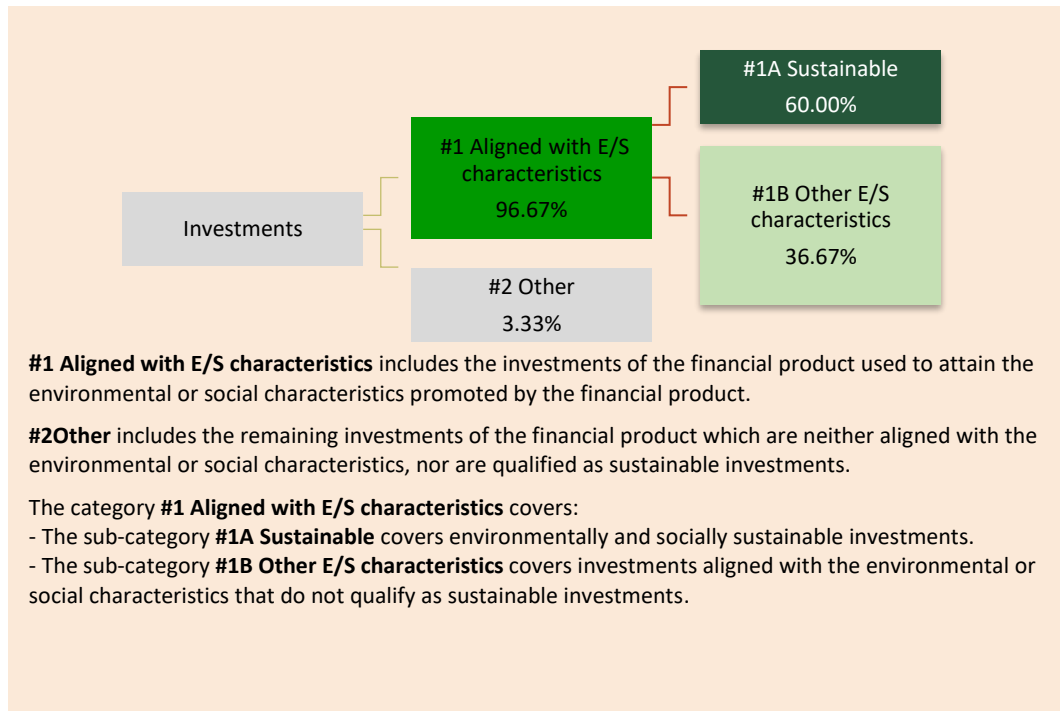 #1A Sustainable
60.00%
#1 Aligned with E/S
characteristics
96.67%
#1B Other E/S
characteristics
36.67%
Investments
#2 Other
3.33%
#1 Aligned with E/S characteristics includes the investments of the financial product used to attain the
environmental or social characteristics promoted by the financial product.
#2Other includes the remaining investments of the financial product which are neither aligned with the
environmental or social characteristics, nor are qualified as sustainable investments.
The category #1 Aligned with E/S characteristics covers:
- The sub-category #1A Sustainable covers environmentally and socially sustainable investments.
- The sub-category #1B Other E/S characteristics covers investments aligned with the environmental or
social characteristics that do not qualify as sustainable investments.